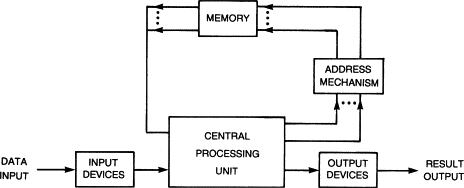 MEMORY
ADDRESS
MECHANISM
CENTRAL
PROCESSING
UNIT
DATA
INPUT
INPUT
DEVICES
OUTPUT
DEVICES
RESULT
OUTPUT